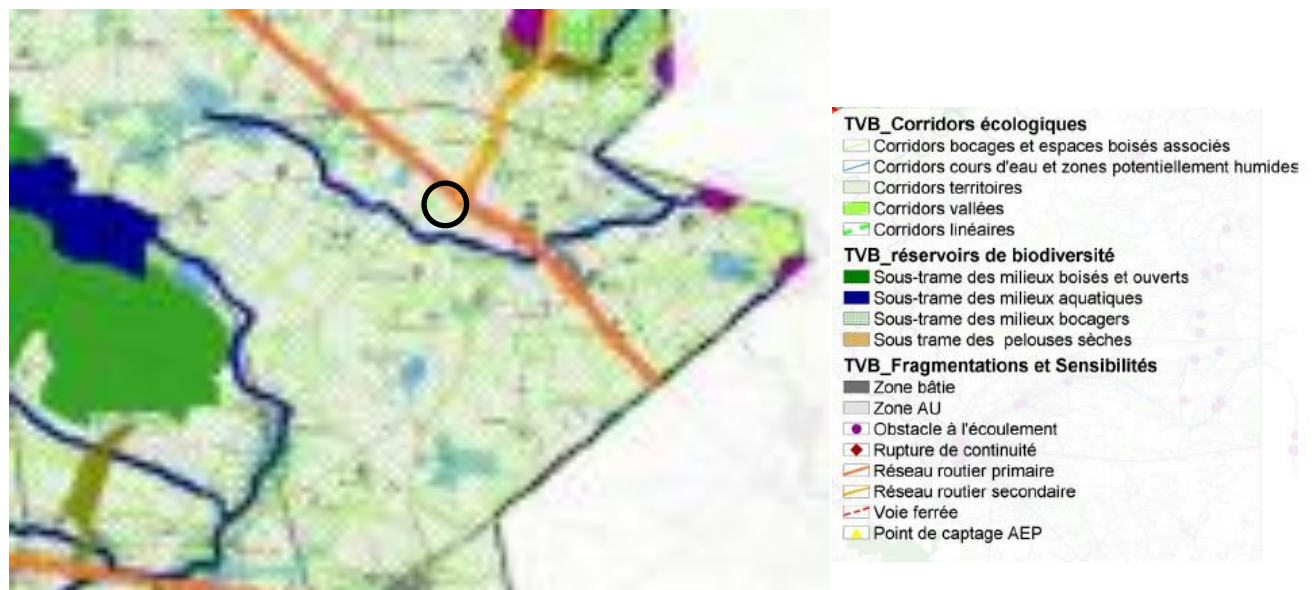 TVB_Corridors écologiques
Corridors bocages et espaces boisés associés
Corridors cours d'eau et zones potentiellement humides
Corridors territoires
Corridors vallées
Corridors linéaires
TVB_réservoirs de biodiversité
Sous-trame des milieux boisés et ouverts
Sous-trame des milieux aquatiques
Sous-trame des milieux bocagers
Sous trame des pelouses sèches
TVB_Fragmentations et Sensibilités
Zone bâtie
Zone AU
Obstacle à l'écoulement
Rupture de continuité
Réseau routier primaire
Réseau routier secondaire
Voie ferrée
Point de captage AEP